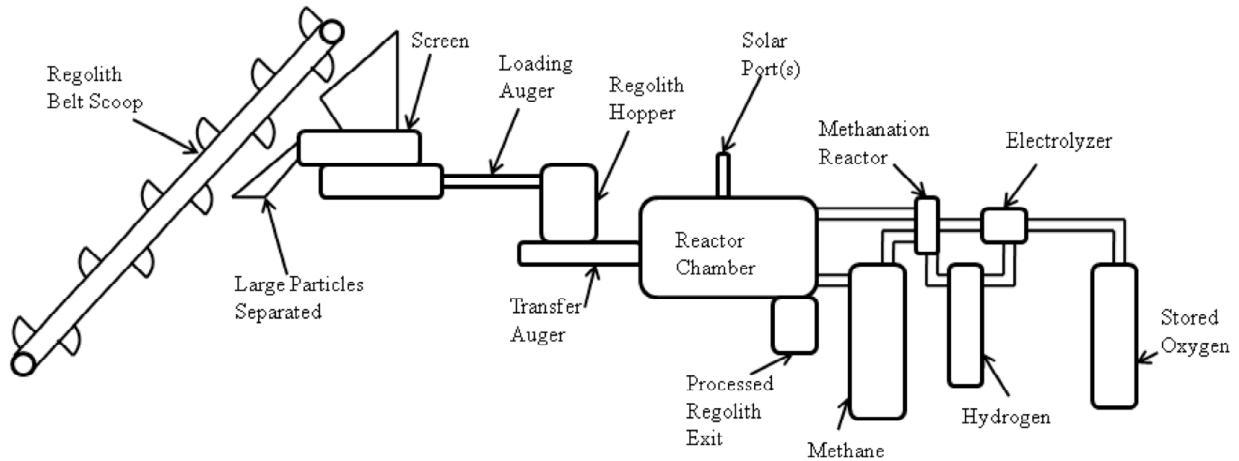 Regolith
Belt Scoop
Screen
Loading
Auger
Regolith
Hopper
Solar
Port(s)
Methanation
Reactor
Electrolyzer
Large Particles
Separated
Transfer
Auger
Reactor
Chamber
Processed
Regolith
Exit
Methane
Hydrogen
Stored
Oxygen